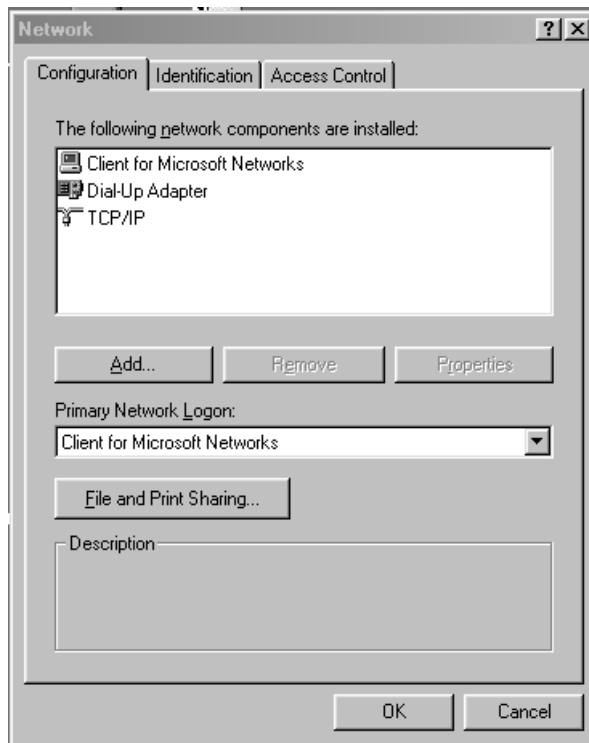 Network
Configuration Identification Access Control
The following network components are installed:
Client for Microsoft Networks
Dial-Up Adapter
TCP/IP
Add... Remove Properties
Primary Network Logon:
Client for Microsoft Networks
File and Print Sharing...
Description
OK Cancel